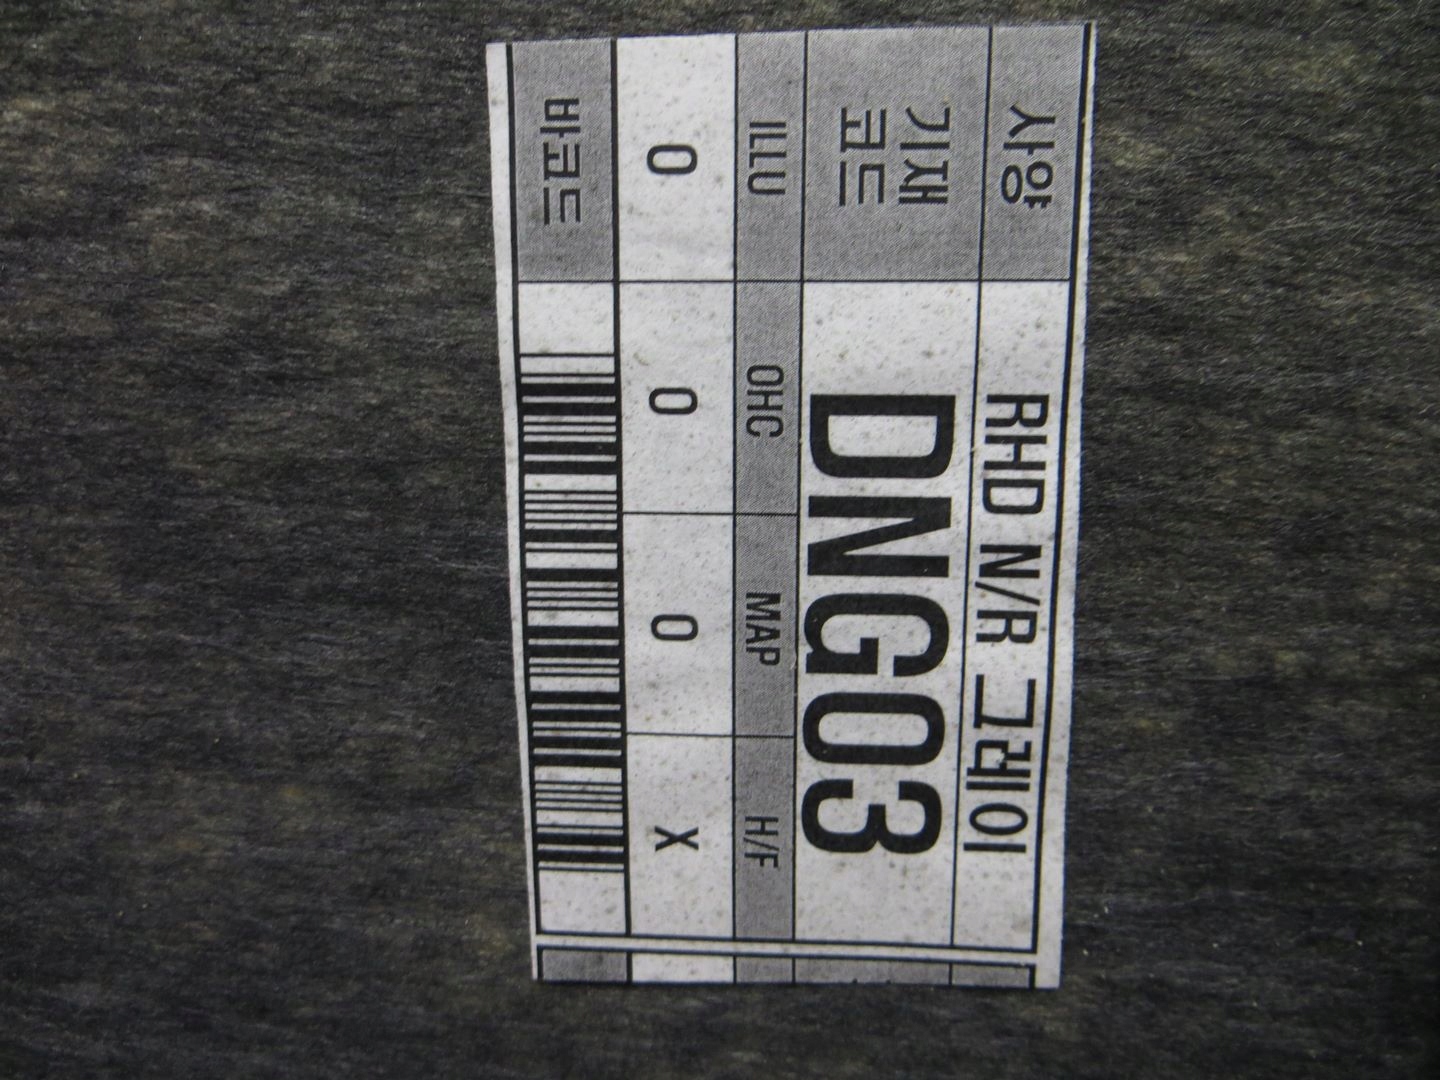 사양 RHD N/R 그레이
기재
코드
DNG03
ILLU OHC MAP H/F
O O O X
바코드